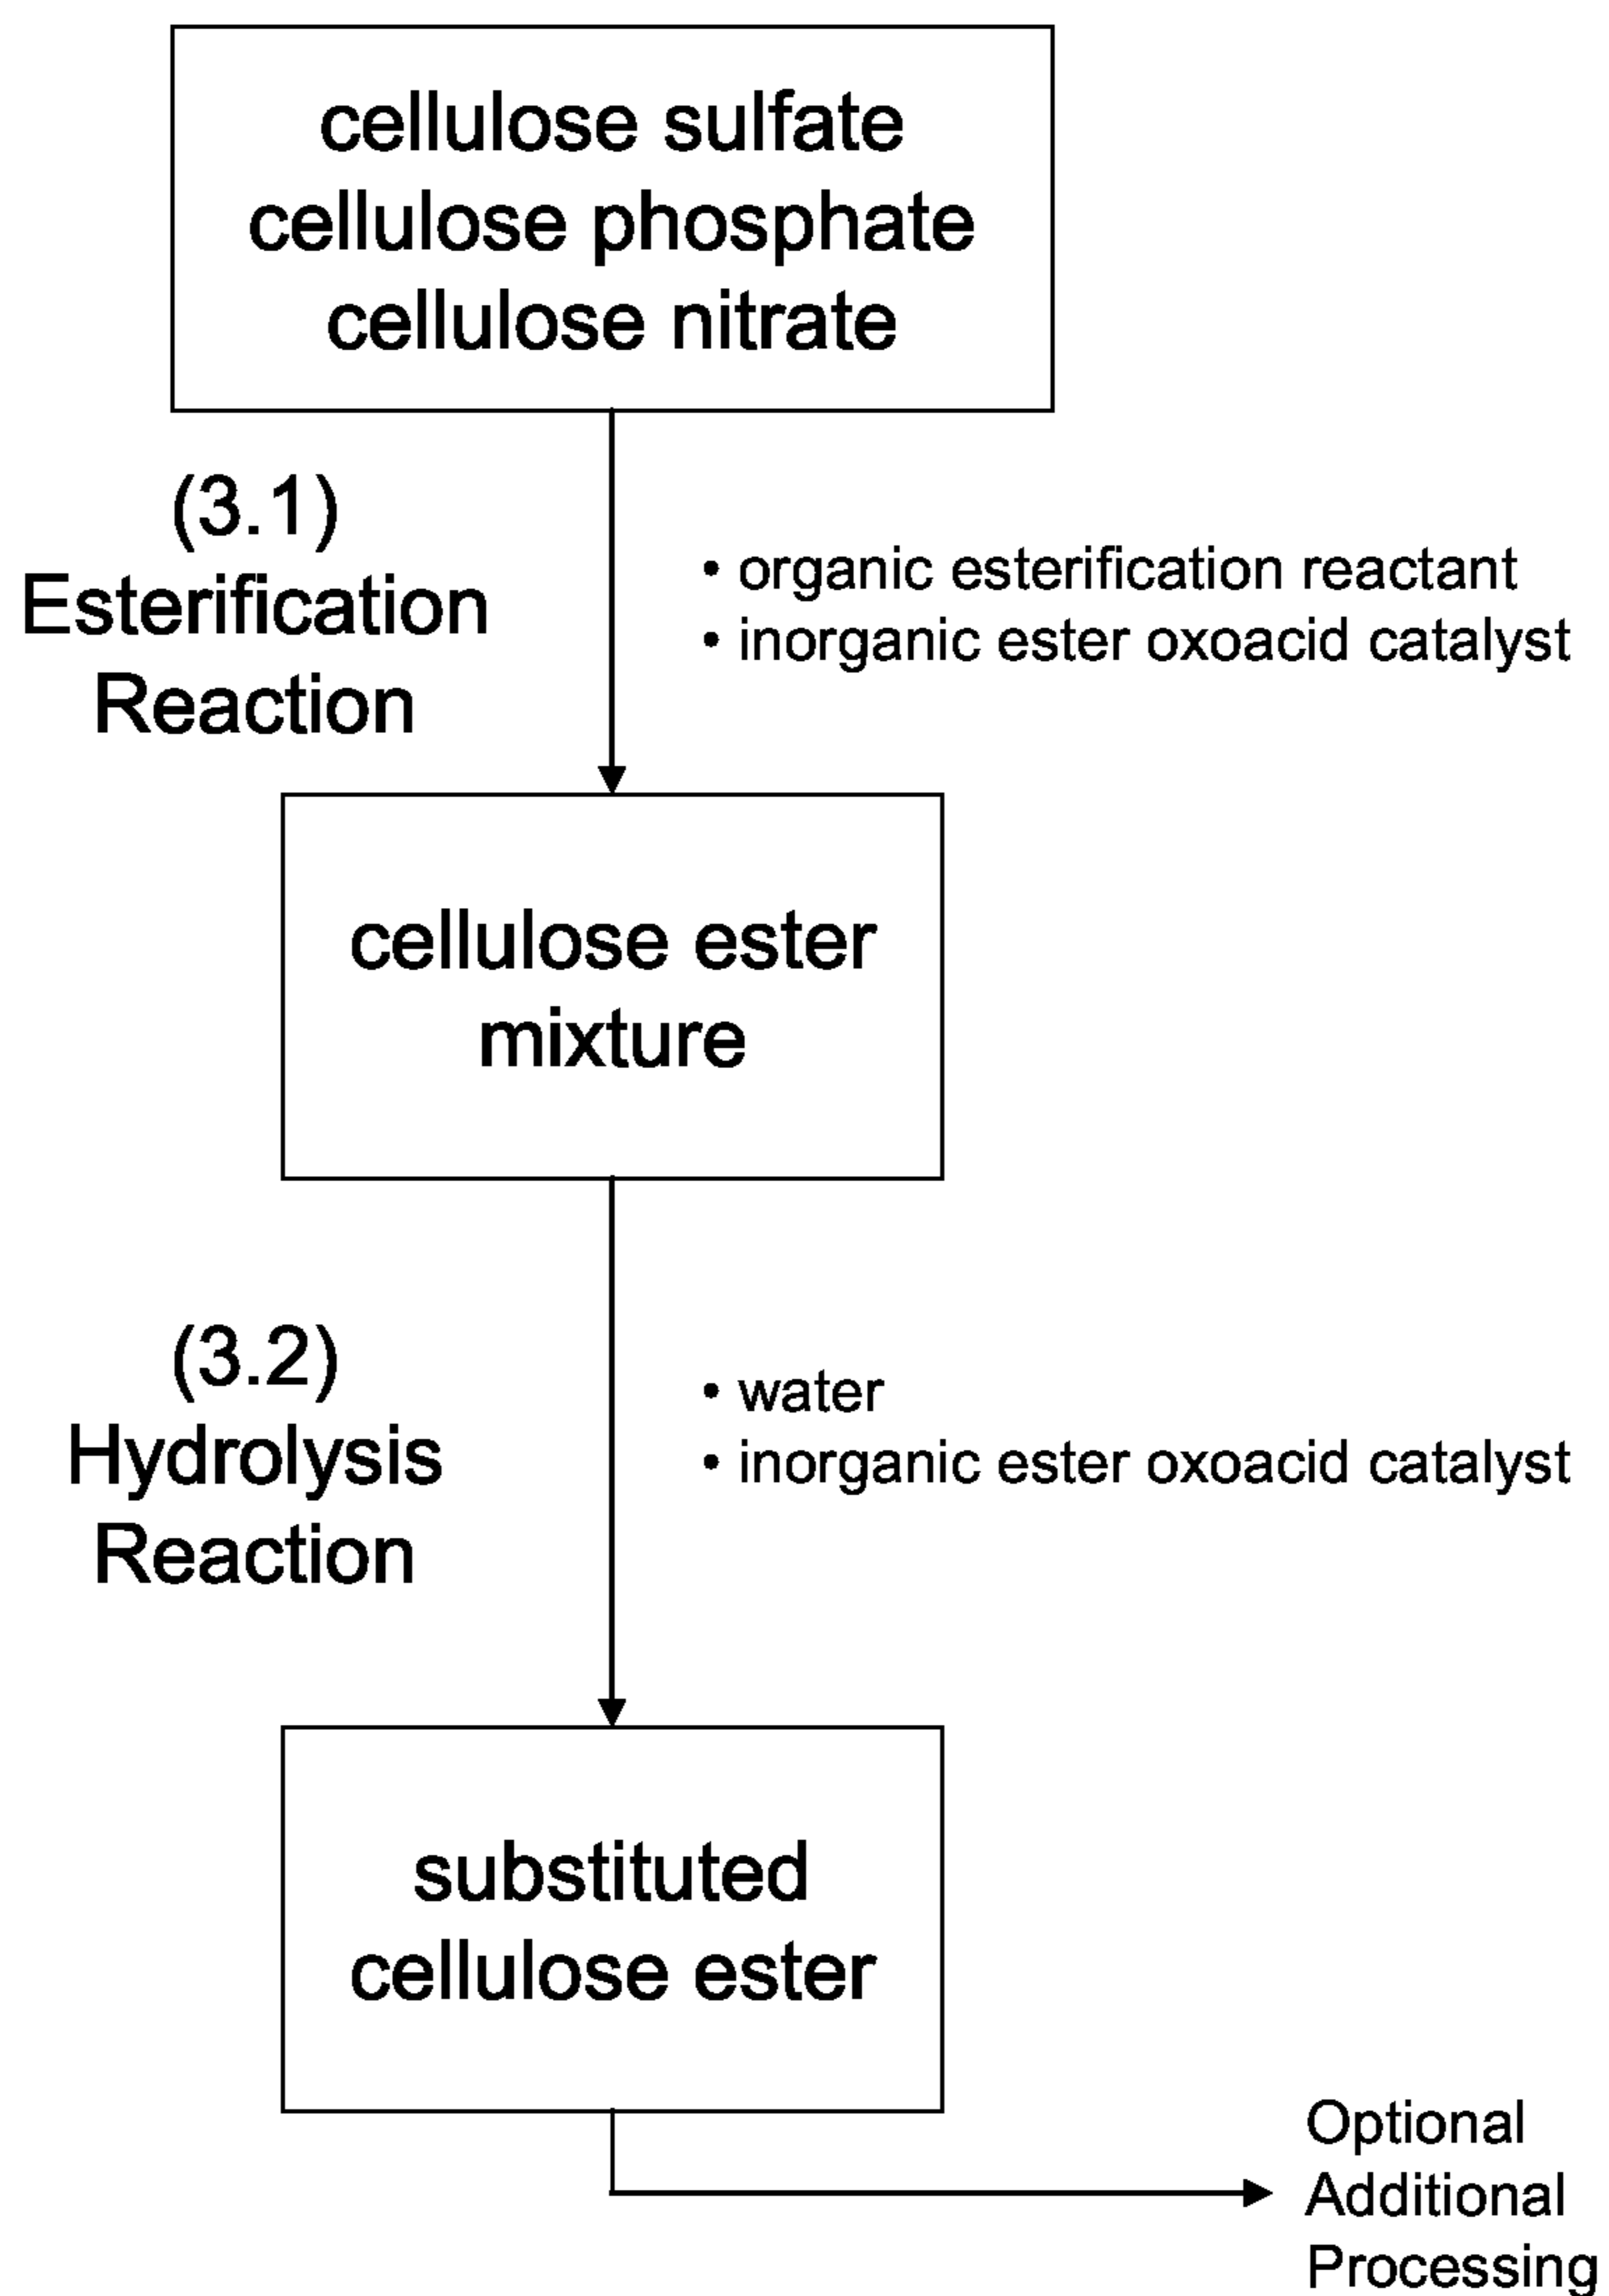 cellulose sulfate
cellulose phosphate
cellulose nitrate
(3.1)
Esterification
Reaction
• organic esterification reactant
• inorganic ester oxoacid catalyst
cellulose ester
mixture
(3.2)
Hydrolysis
Reaction
• water
• inorganic ester oxoacid catalyst
substituted
cellulose ester
Optional
Additional
Processing